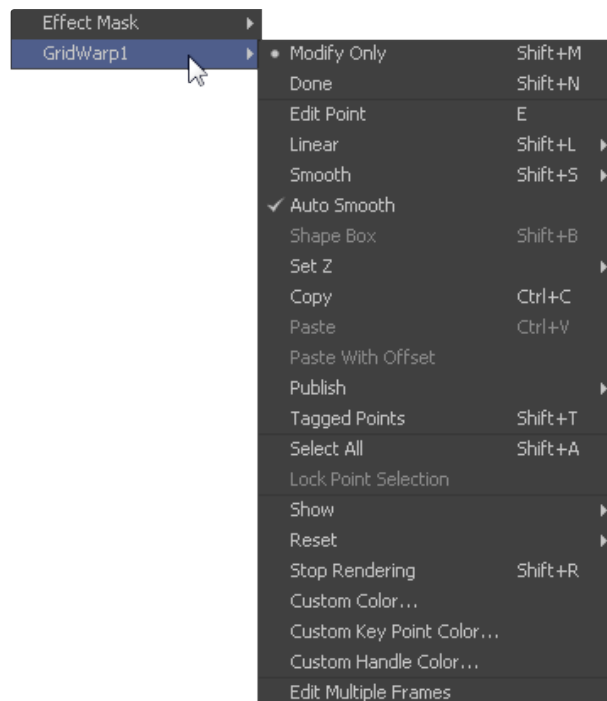 Effect Mask
GridWarp1
Modify Only Shift+M
Done Shift+N
Edit Point E
Linear Shift+L
Smooth Shift+S
Auto Smooth
Shape Box Shift+B
Set Z
Copy Ctrl+C
Paste Ctrl+V
Paste With Offset
Publish
Tagged Points Shift+T
Select All Shift+A
Lock Point Selection
Show
Reset
Stop Rendering Shift+R
Custom Color...
Custom Key Point Color...
Custom Handle Color...
Edit Multiple Frames